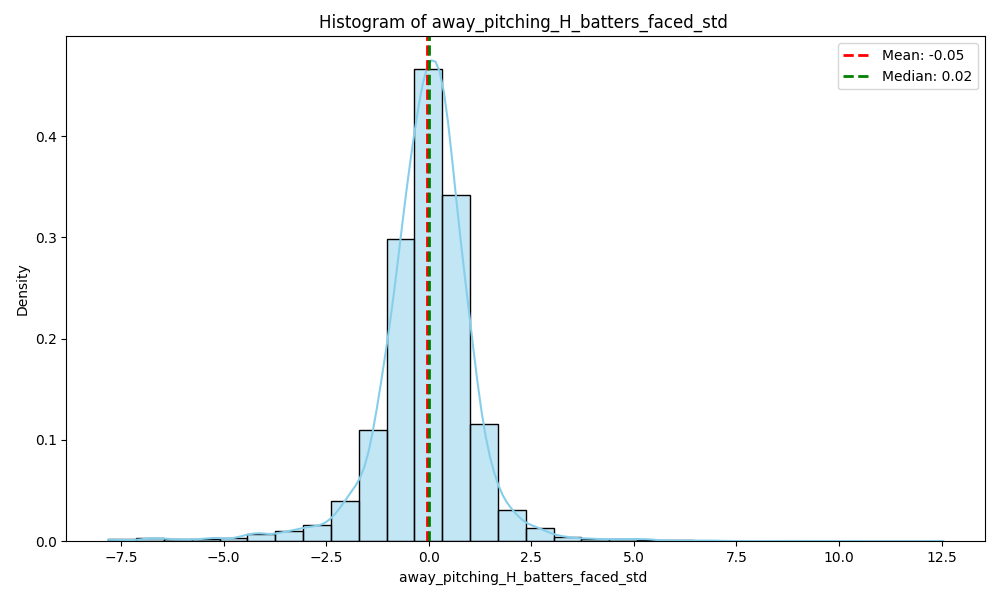 Histogram of away_pitching_H_batters_faced_std
Mean: -0.05
Median: 0.02
Density
0.4
0.3
0.2
0.1
0.0
−7.5
−5.0
−2.5
0.0
2.5
5.0
7.5
10.0
12.5
away_pitching_H_batters_faced_std